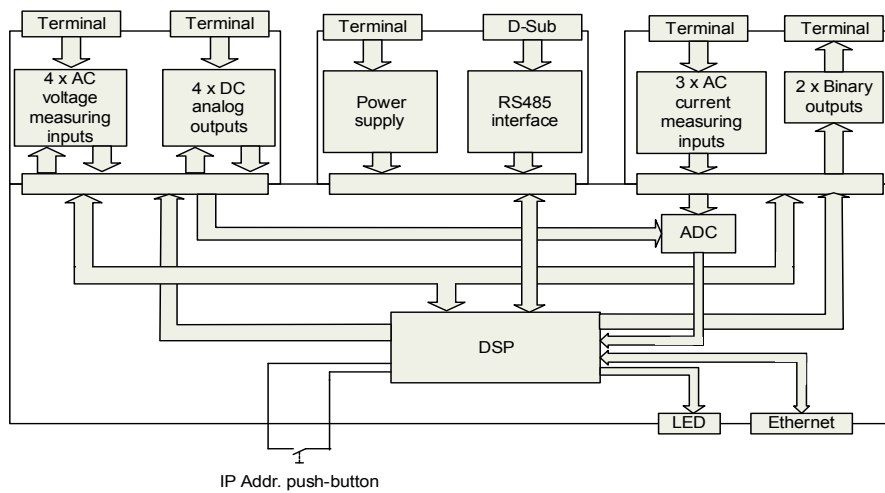 Terminal
Terminal
Terminal
D-Sub
Terminal
Terminal
4 x AC
voltage
measuring
inputs
4 x DC
analog
outputs
Power
supply
RS485
interface
3 x AC
current
measuring
inputs
2 x Binary
outputs
ADC
DSP
LED
Ethernet
IP Addr. push-button